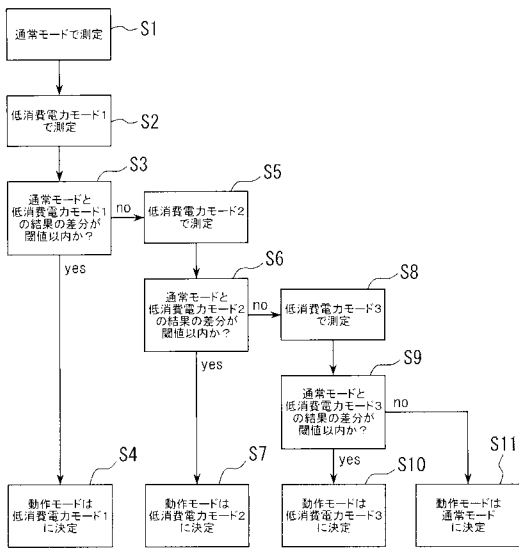 通常モードで測定
S1
低消費電力モード1
で測定
S2
S3
通常モードと
低消費電力モード1
の結果の差分が
閾値以内か?
no
yes
S5
低消費電力モード2
で測定
S6
通常モードと
低消費電力モード2
の結果の差分が
閾値以内か?
no
yes
S8
低消費電力モード3
で測定
S9
通常モードと
低消費電力モード3
の結果の差分が
閾値以内か?
no
yes
S4
動作モードは
低消費電力モード1
に決定
S7
動作モードは
低消費電力モード2
に決定
S10
動作モードは
低消費電力モード3
に決定
S11
動作モードは
通常モード
に決定